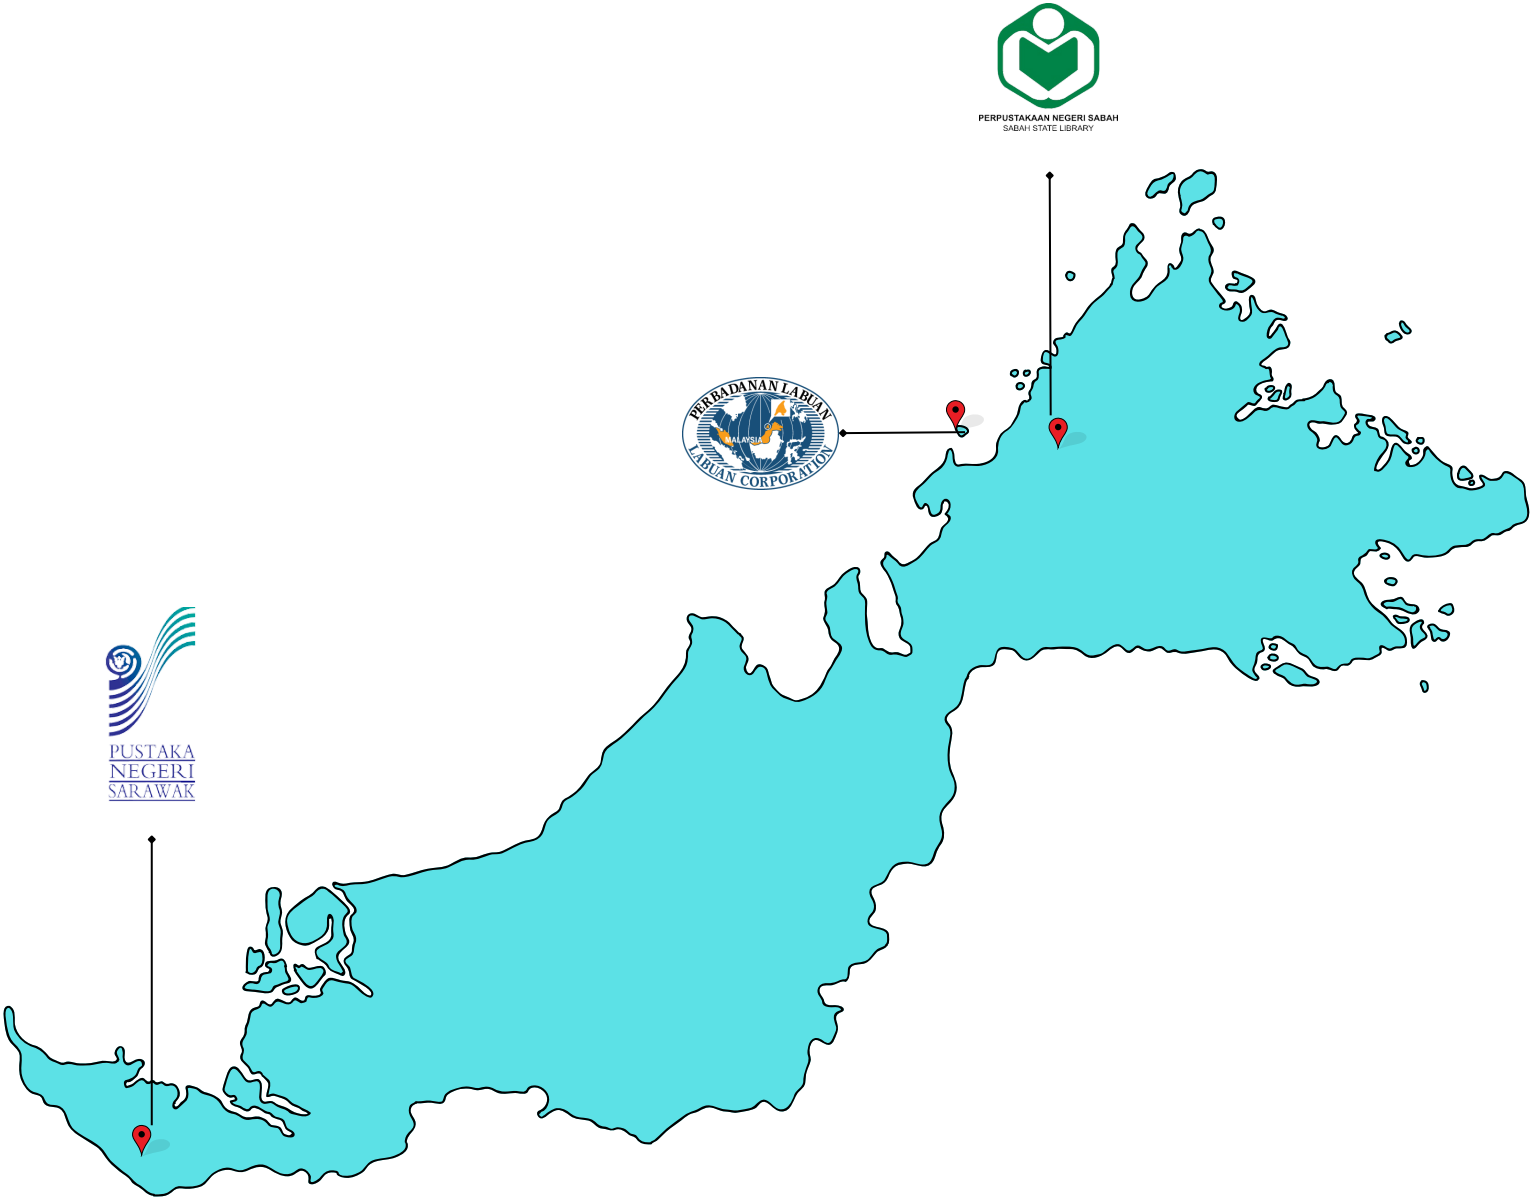 PERPUSTAKAAN NEGERI SABAH
SABAH STATE LIBRARY
PERBADANAN LABUAN
MALAYSIA
LABUAN CORPORATION
PUSTAKA
NEGERI
SARAWAK